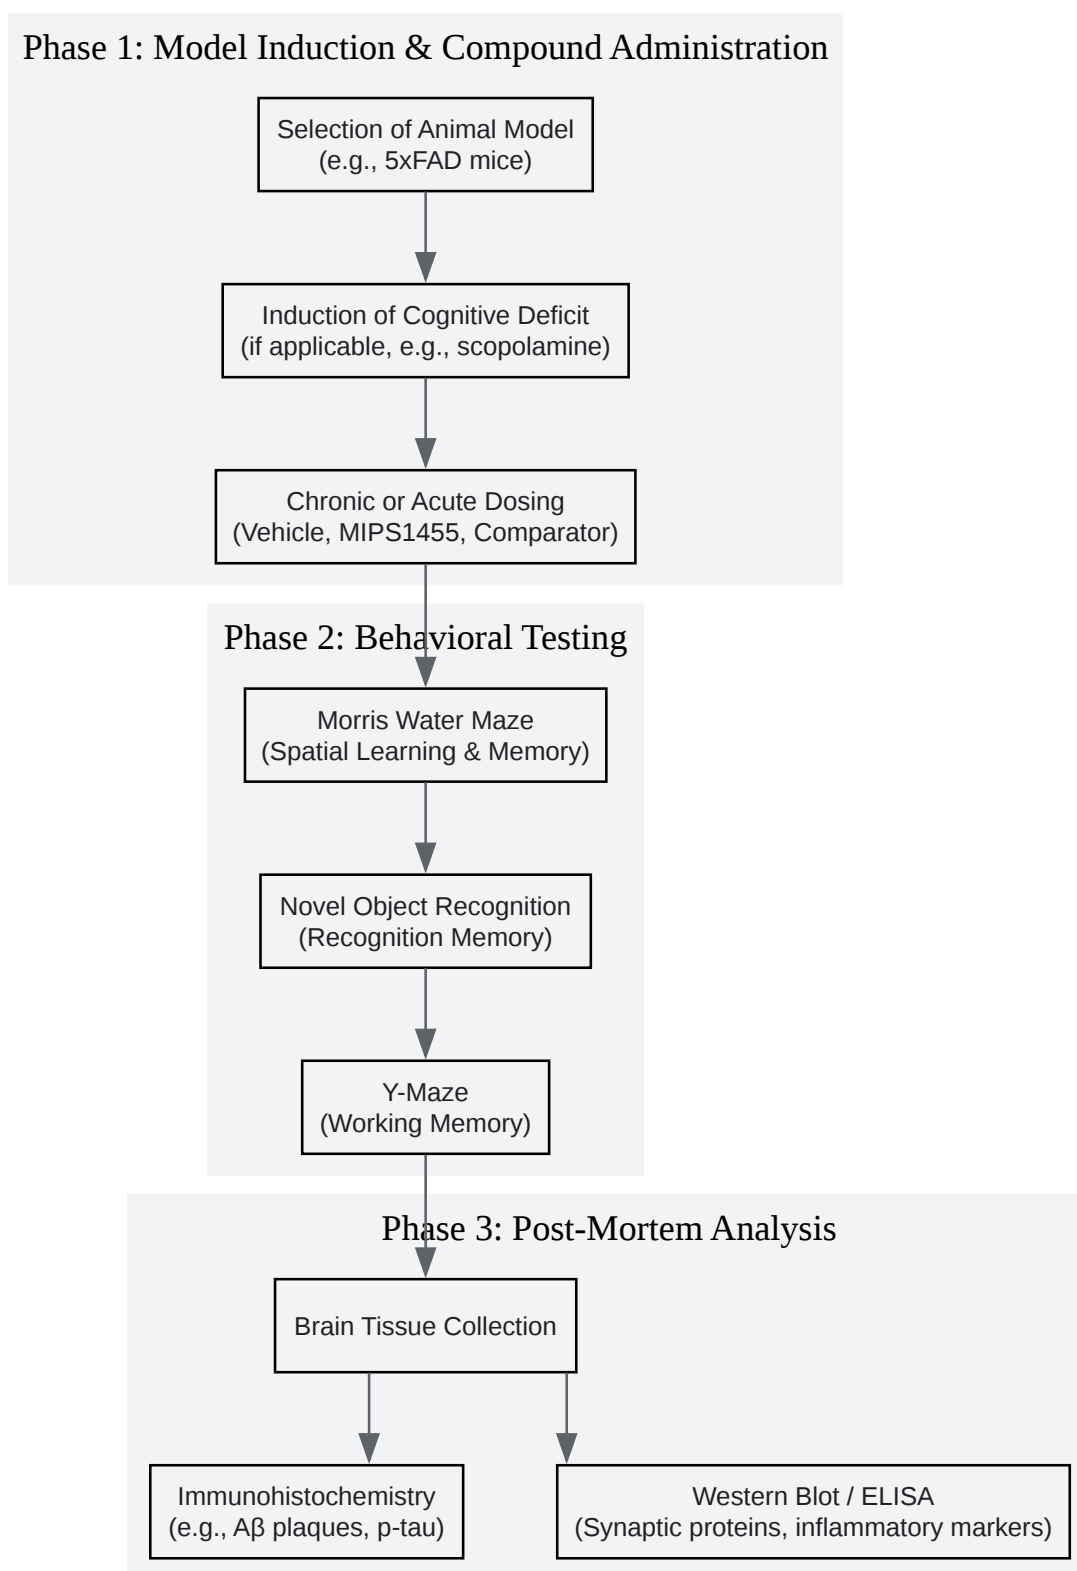 Phase 1: Model Induction & Compound Administration
Selection of Animal Model
(e.g., 5xFAD mice)
Induction of Cognitive Deficit
(if applicable, e.g., scopolamine)
Chronic or Acute Dosing
(Vehicle, MIPS1455, Comparator)
Phase 2: Behavioral Testing
Morris Water Maze
(Spatial Learning & Memory)
Novel Object Recognition
(Recognition Memory)
Y-Maze
(Working Memory)
Phase 3: Post-Mortem Analysis
Brain Tissue Collection
Immunohistochemistry
(e.g., Aβ plaques, p-tau)
Western Blot / ELISA
(Synaptic proteins, inflammatory markers)